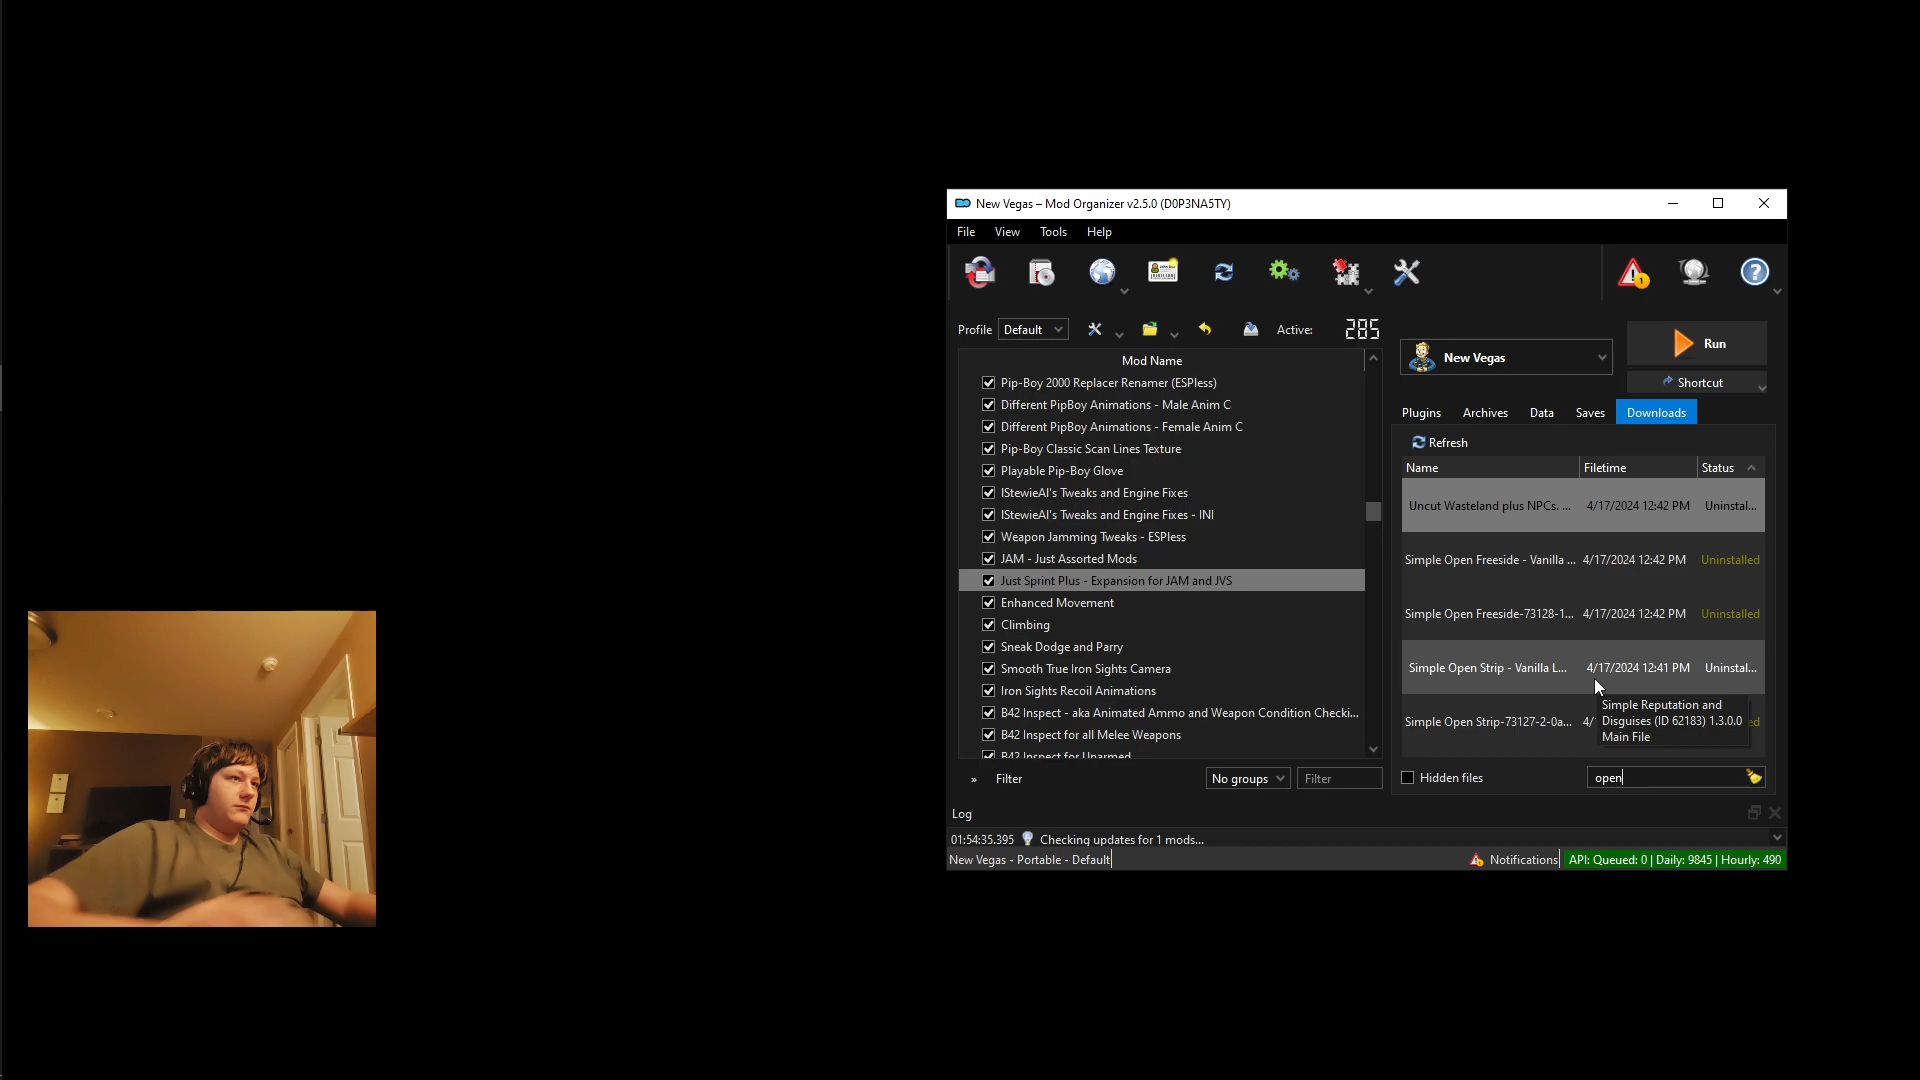 New Vegas – Mod Organizer v2.5.0 (D0P3NA5TY)
File View Tools Help
Profile Default Active: 285
New Vegas
Run
Shortcut
Mod Name
Pip-Boy 2000 Replacer Renamer (ESPless)
Different PipBoy Animations - Male Anim C
Different PipBoy Animations - Female Anim C
Pip-Boy Classic Scan Lines Texture
Playable Pip-Boy Glove
lStewieAl's Tweaks and Engine Fixes
lStewieAl's Tweaks and Engine Fixes - INI
Weapon Jamming Tweaks - ESPless
JAM - Just Assorted Mods
Just Sprint Plus - Expansion for JAM and JVS
Enhanced Movement
Climbing
Sneak Dodge and Parry
Smooth True Iron Sights Camera
Iron Sights Recoil Animations
B42 Inspect - aka Animated Ammo and Weapon Condition Checki...
B42 Inspect for all Melee Weapons
B42 Inspect for Unarmed
» Filter No groups Filter
Plugins Archives Data Saves Downloads
Refresh
Name Filetime Status
Uncut Wasteland plus NPCs. ... 4/17/2024 12:42 PM Uninstal...
Simple Open Freeside - Vanilla ... 4/17/2024 12:42 PM Uninstalled
Simple Open Freeside-73128-1... 4/17/2024 12:42 PM Uninstalled
Simple Open Strip - Vanilla L... 4/17/2024 12:41 PM Uninstal...
Simple Open Strip-73127-2-0a... 4/ ed
Simple Reputation and
Disguises (ID 62183) 1.3.0.0
Main File
Hidden files open
Log
01:54:35.395 Checking updates for 1 mods...
New Vegas - Portable - Default Notifications API: Queued: 0 | Daily: 9845 | Hourly: 490